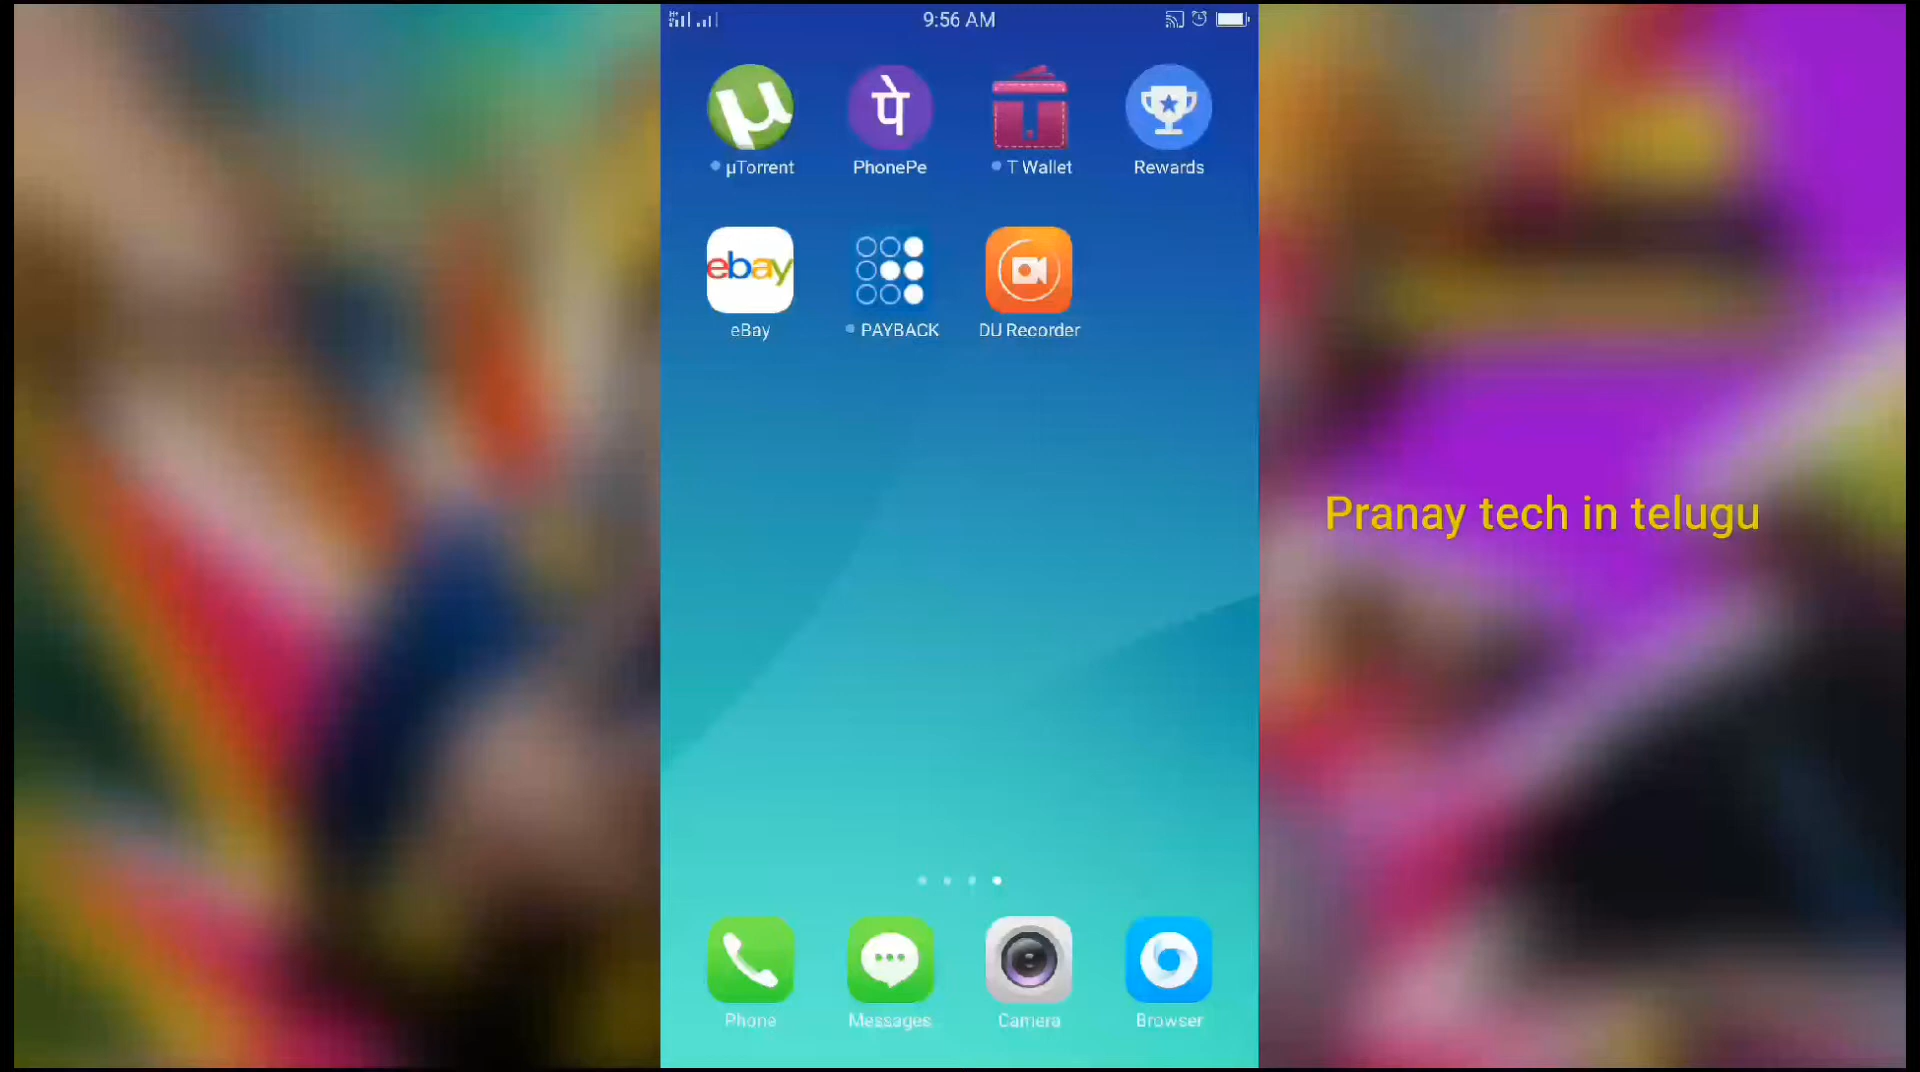 9:56 AM
पे
T
µTorrent
PhonePe
T Wallet
Rewards
ebay
eBay
PAYBACK
DU Recorder
Pranay tech in telugu
Phone
Messages
Camera
Browser